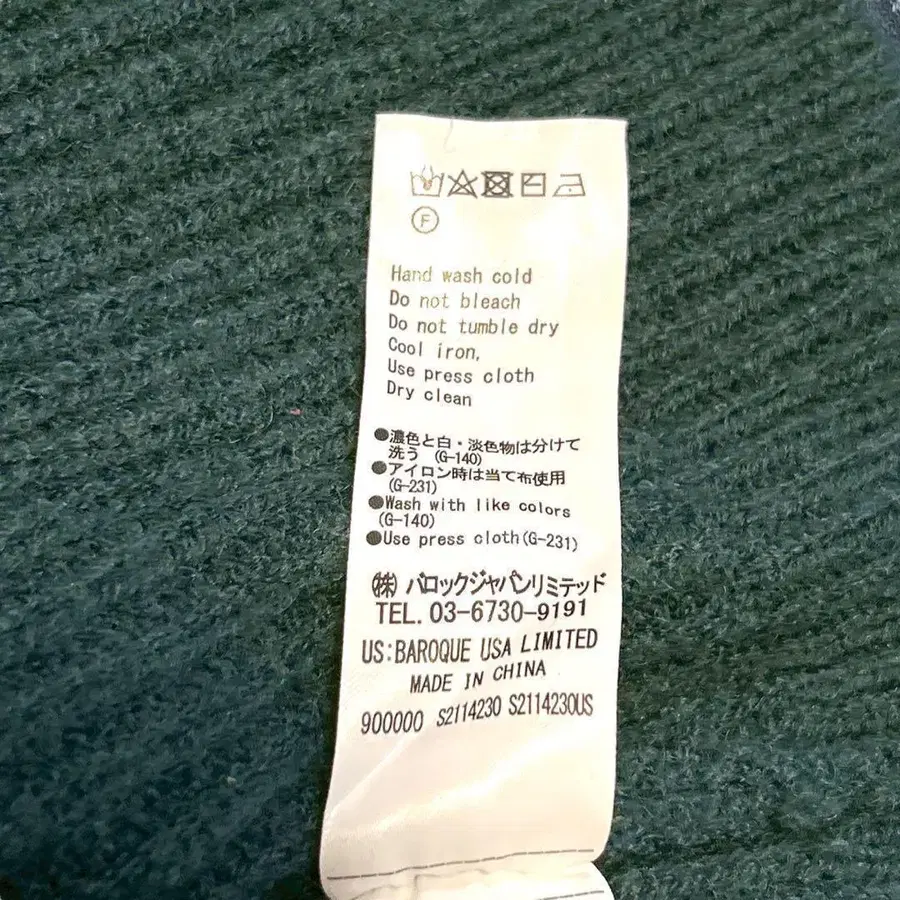 F
Hand wash cold
Do not bleach
Do not tumble dry
Cool iron,
Use press cloth
Dry clean
●濃色と白・淡色物は分けて
洗う (G-140)
●アイロン時は当て布使用
(G-231)
●Wash with like colors
(G-140)
●Use press cloth(G-231)
㈱ バロックジャパンリミテッド
TEL. 03-6730-9191
US:BAROQUE USA LIMITED
MADE IN CHINA
900000 S2114230 S2114230US